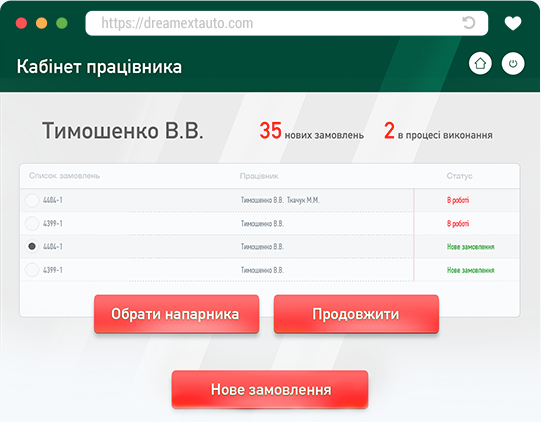 https://dreamextauto.com
Кабінет працівника
Тимошенко В.В. 35 нових замовлень 2 в процесі виконання
Список замовлень Працівник Статус
4404-1 Тимошенко В.В. Ткачук М.М. В роботі
4399-1 Тимошенко В.В. В роботі
4404-1 Тимошенко В.В. Нове замовлення
4399-1 Тимошенко В.В. Нове замовлення
Обрати напарника Продовжити
Нове замовлення